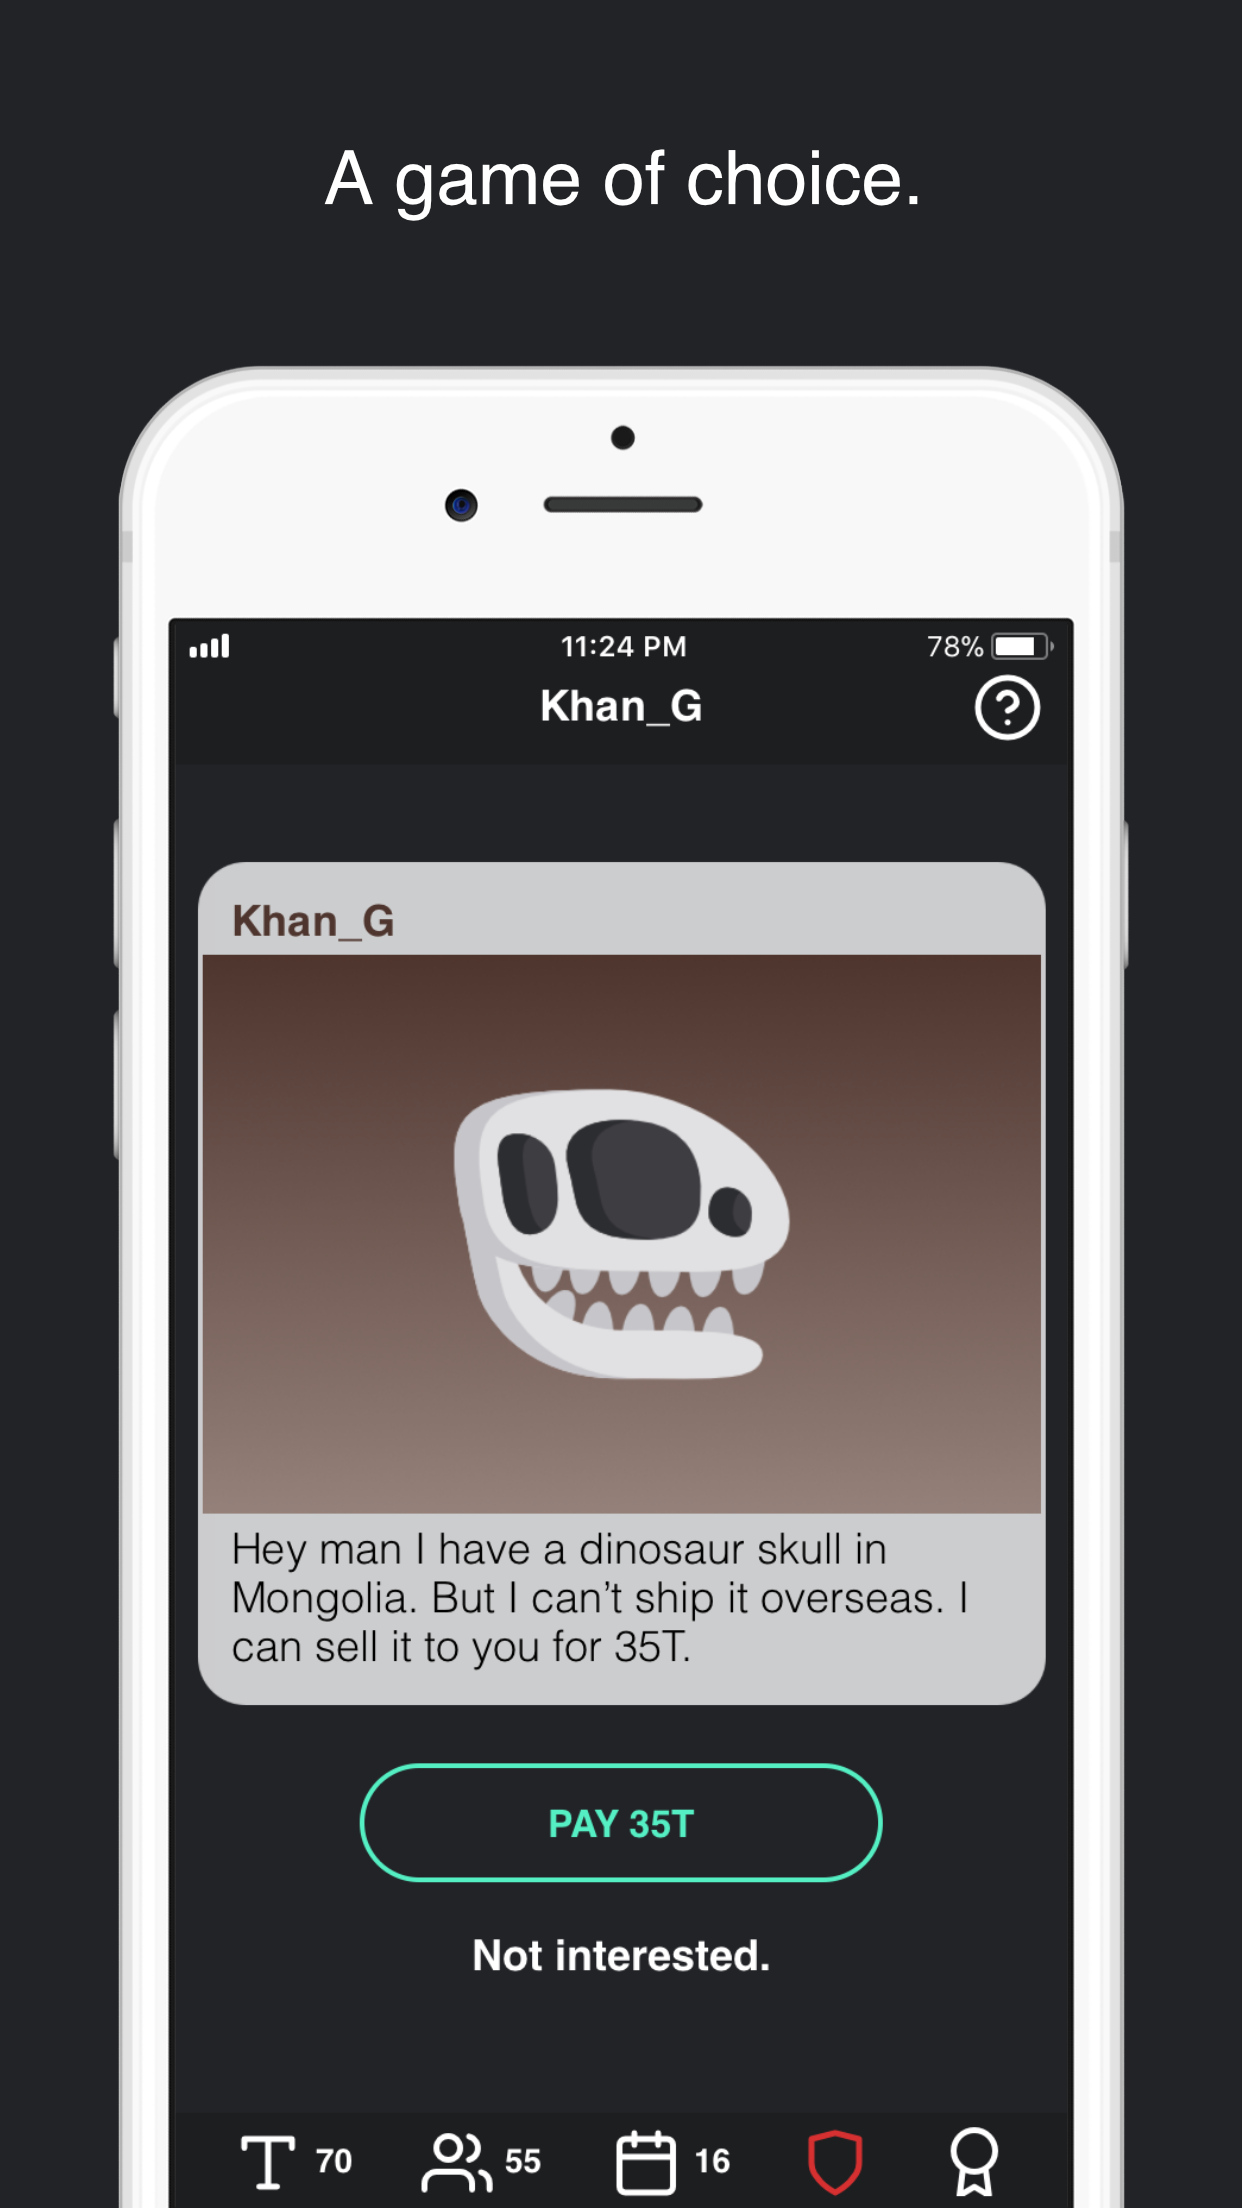 A game of choice.
11:24 PM
78%
Khan_G
Khan_G
Hey man I have a dinosaur skull in
Mongolia. But I can’t ship it overseas. I
can sell it to you for 35T.
PAY 35T
Not interested.
T 70 55 16